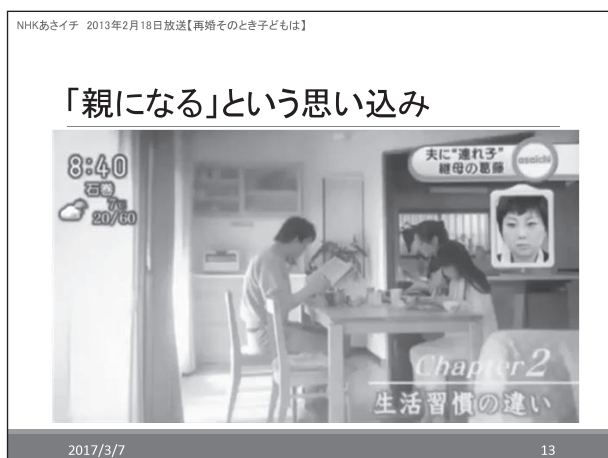 NHKあさイチ 2013年2月18日放送【再婚そのとき子どもは】
「親になる」という思い込み
8:40
石巻
7℃
20/60
夫に"連れ子"
継母の葛藤
asaichi
Chapter 2
生活習慣の違い
2017/3/7
13